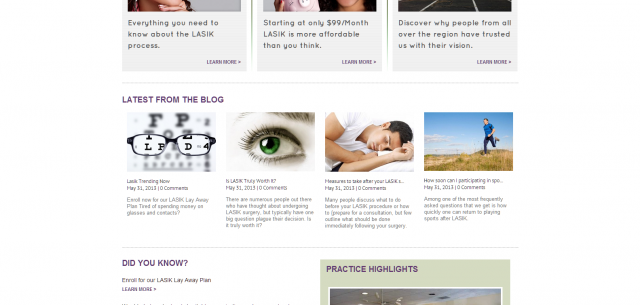 Everything you need to
know about the LASIK
process.
LEARN MORE »
Starting at only $99/Month
LASIK is more affordable
than you think.
LEARN MORE »
Discover why people from all
over the region have trusted
us with their vision.
LEARN MORE »
LATEST FROM THE BLOG
Lasik Trending Now
May 31, 2013 | 0 Comments
Enroll now for our LASIK Lay Away
Plan Tired of spending money on
glasses and contacts?
Is LASIK Truly Worth It?
May 31, 2013 | 0 Comments
There are numerous people out there
who have thought about undergoing
LASIK surgery, but typically have one
big question plague their decision. Is
it truly worth it?
Measures to take after your LASIK s...
May 31, 2013 | 0 Comments
Many people discuss what to do
before your LASIK procedure or how
to prepare for a consultation, but few
outline what should be done
immediately following your surgery.
How soon can I participating in spo...
May 31, 2013 | 0 Comments
Among one of the most frequently
asked questions that we get is how
quickly one can return to playing
sports after LASIK.
DID YOU KNOW?
Enroll for our LASIK Lay Away Plan
LEARN MORE »
PRACTICE HIGHLIGHTS